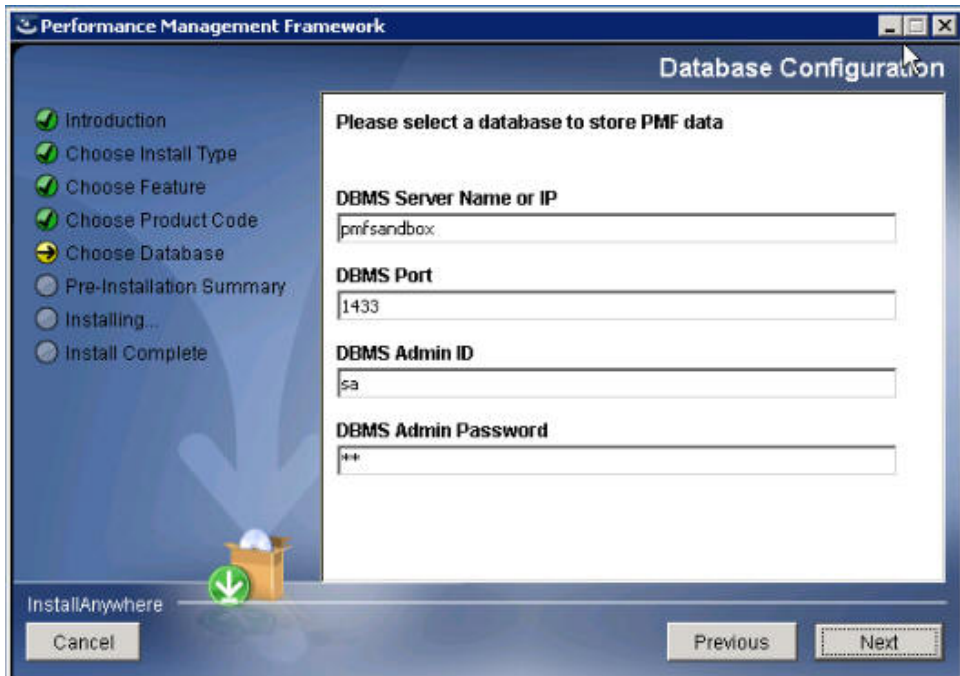 Performance Management Framework
Database Configuration
Introduction
Choose Install Type
Choose Feature
Choose Product Code
Choose Database
Pre-Installation Summary
Installing...
Install Complete
Please select a database to store PMF data
DBMS Server Name or IP
pmfsandbox
DBMS Port
1433
DBMS Admin ID
sa
DBMS Admin Password
**
InstallAnywhere
Cancel
Previous
Next